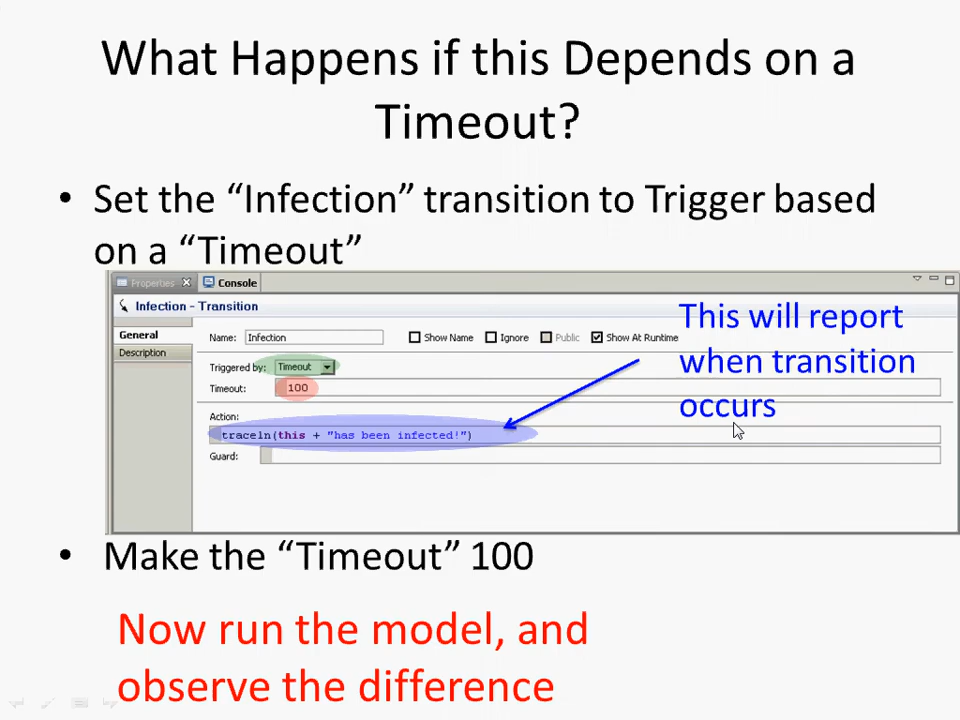 What Happens if this Depends on a
Timeout?
• Set the “Infection” transition to Trigger based
on a “Timeout”
Properties Console
Infection - Transition
General
Description
Name: Infection Show Name Ignore Public Show At Runtime
Triggered by: Timeout
Timeout: 100
Action:
traceln(this + "has been infected!")
Guard:
This will report
when transition
occurs
• Make the “Timeout” 100
Now run the model, and
observe the difference